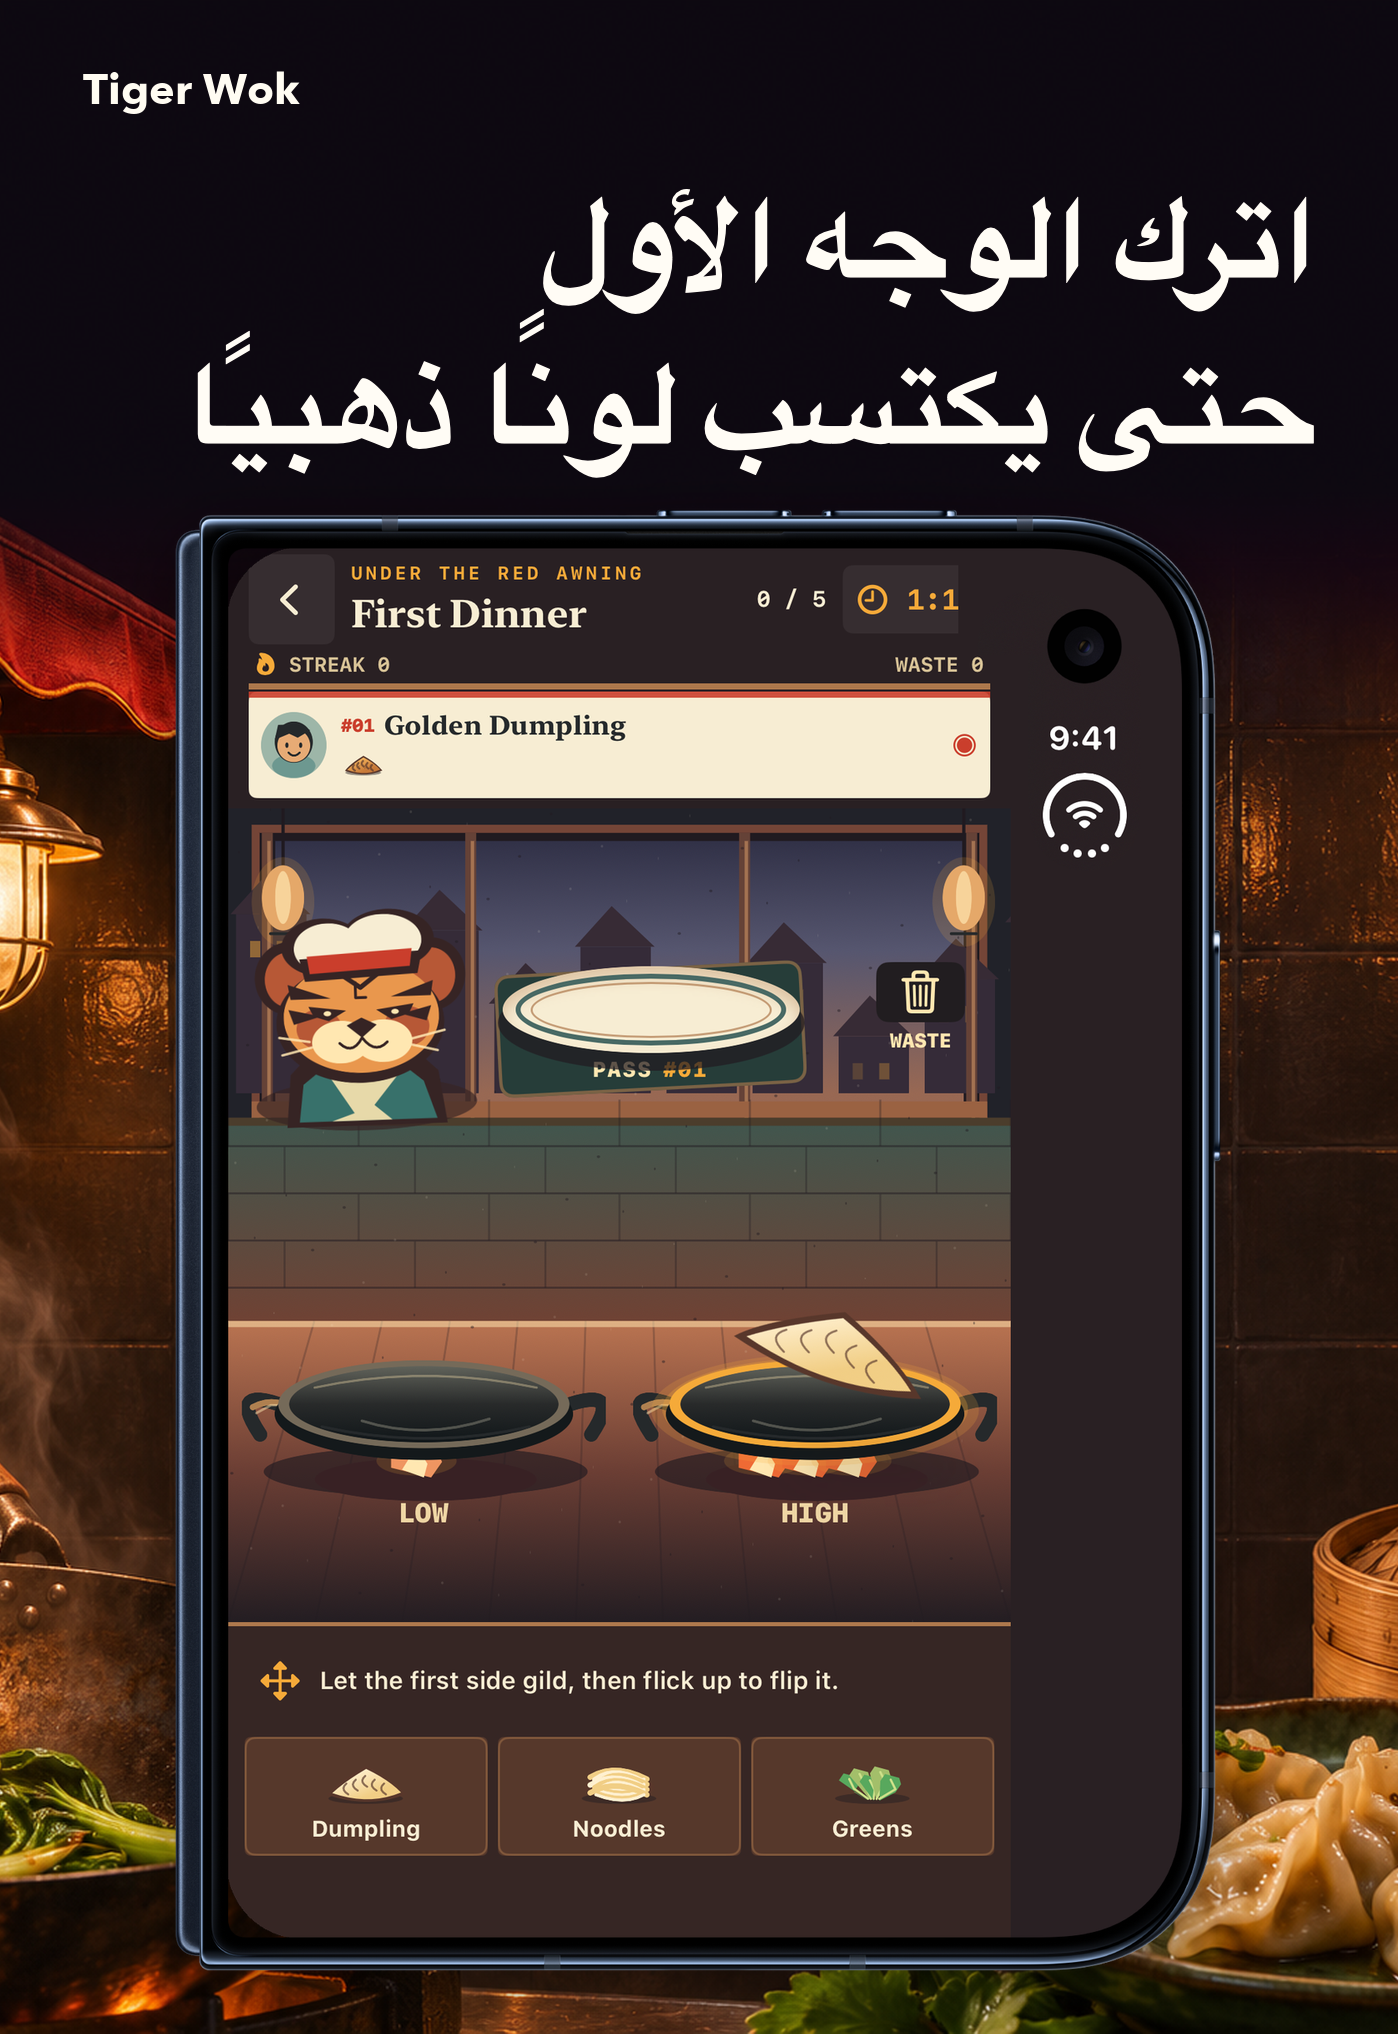 Tiger Wok
اترك الوجه الأول
حتى يكتسب لونًا ذهبيًا
UNDER THE RED AWNING
First Dinner
0 / 5
1:1
STREAK 0
WASTE 0
#01 Golden Dumpling
9:41
WASTE
PASS #01
LOW
HIGH
Let the first side gild, then flick up to flip it.
Dumpling
Noodles
Greens